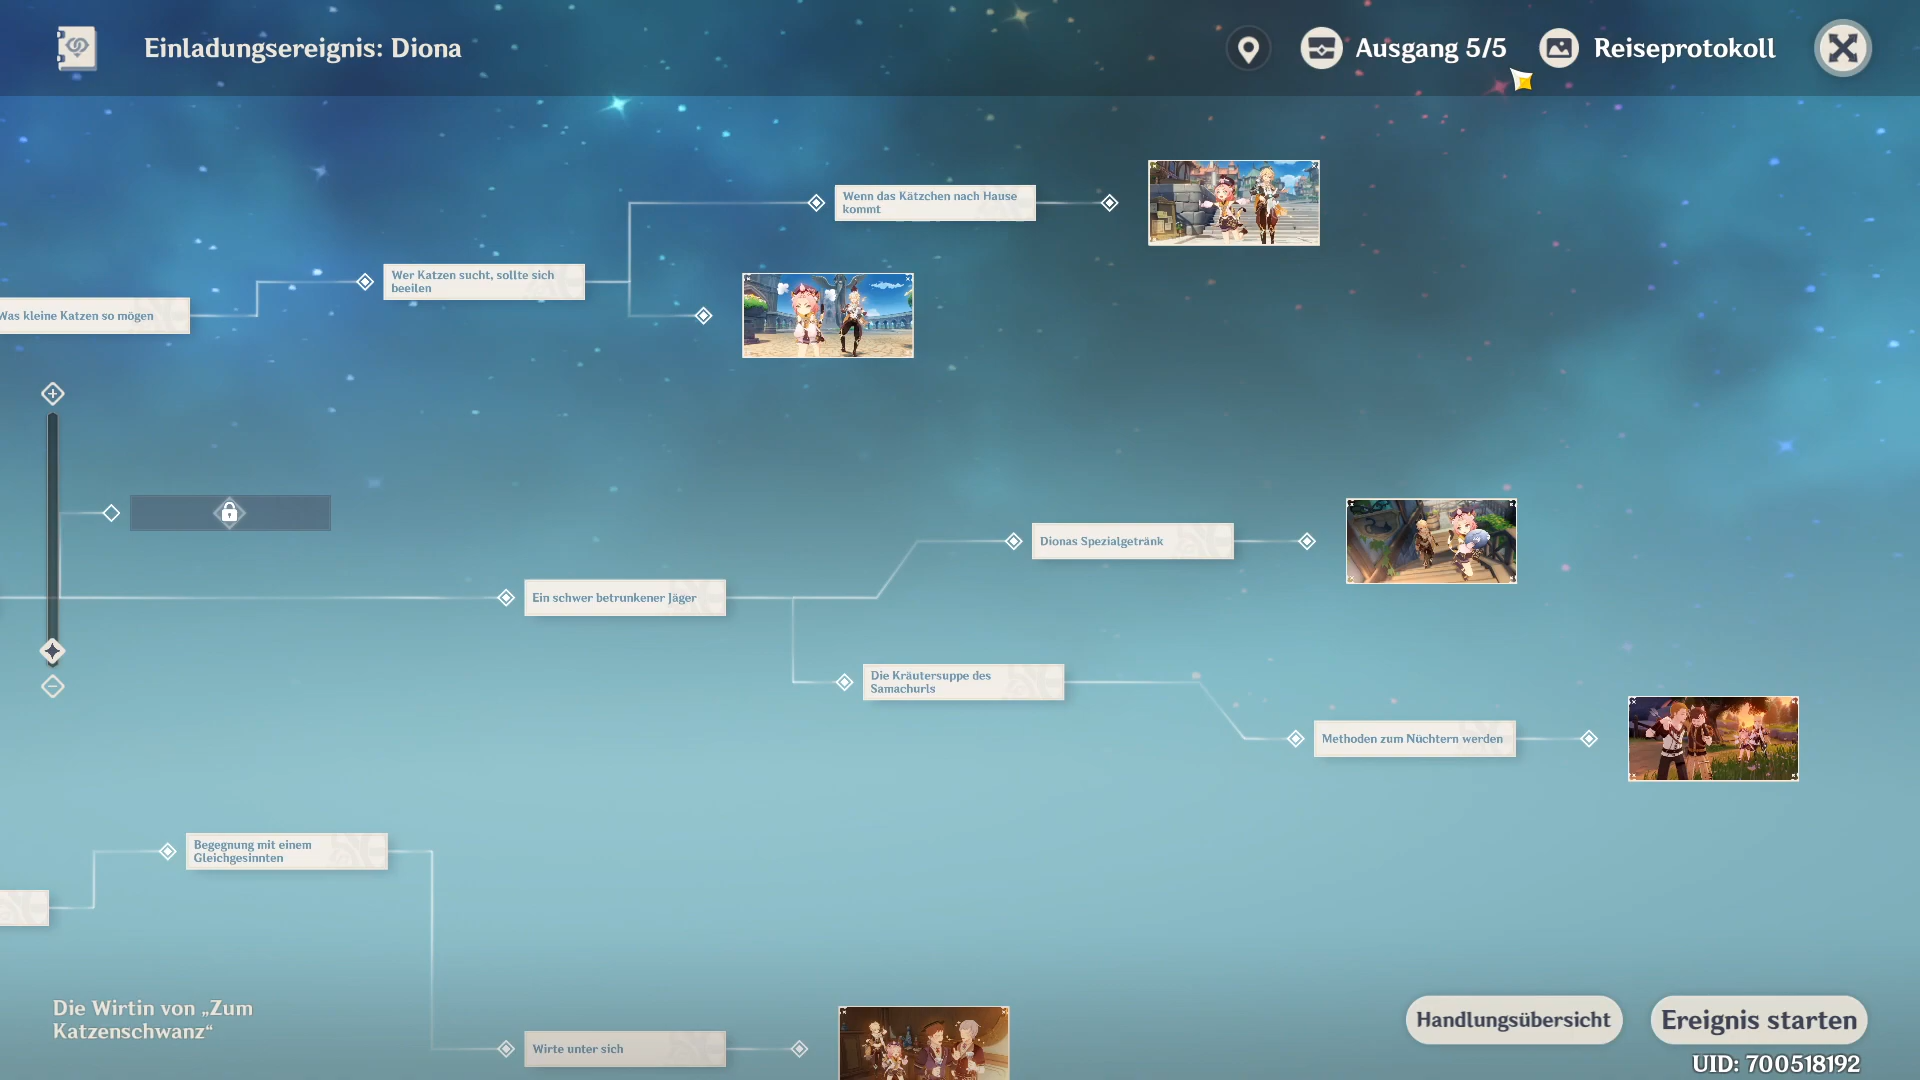 Einladungsereignis: Diona
Ausgang 5/5
Reiseprotokoll
Wenn das Kätzchen nach Hause
kommt
Wer Katzen sucht, sollte sich
beeilen
Was kleine Katzen so mögen
Dionas Spezialgetränk
Ein schwer betrunkener Jäger
Die Kräutersuppe des
Samachurls
Methoden zum Nüchtern werden
Begegnung mit einem
Gleichgesinnten
Wirte unter sich
Die Wirtin von „Zum
Katzenschwanz“
Handlungsübersicht
Ereignis starten
UID: 700518192